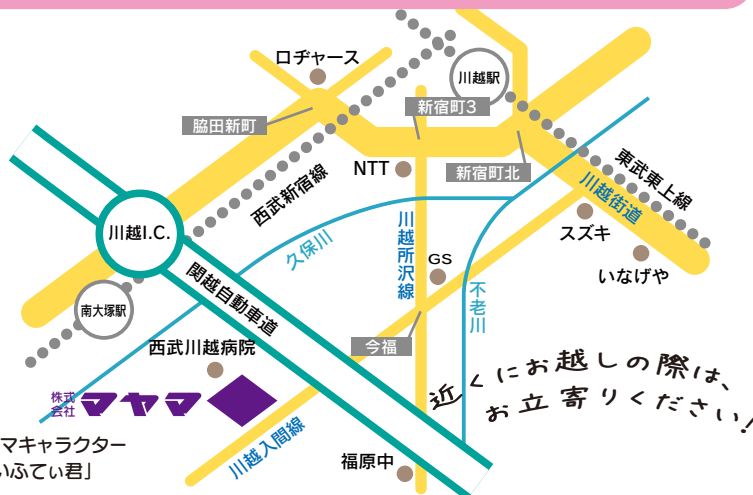 ロヂャース
川越駅
脇田新町
新宿町3
NTT
新宿町北
東武東上線
西武新宿線
川越街道
川越I.C.
久保川
川越所沢線
スズキ
GS
いなげや
関越自動車道
不老川
南大塚駅
西武川越病院
今福
近くにお越しの際は、
お立寄りください!
株式
会社
マヤマ
マキャラクター
いふてぃ君」
川越入間線
福原中